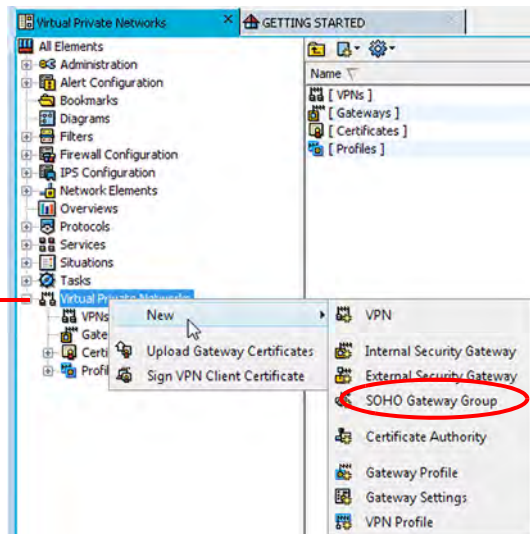 Virtual Private Networks
GETTING STARTED
All Elements
Administration
Alert Configuration
Bookmarks
Diagrams
Filters
Firewall Configuration
IPS Configuration
Network Elements
Overviews
Protocols
Services
Situations
Tasks
Virtual Private Networks
VPNs
Gate
Certi
Profil
Name
[ VPNs ]
[ Gateways ]
[ Certificates ]
[ Profiles ]
New
Upload Gateway Certificates
Sign VPN Client Certificate
VPN
Internal Security Gateway
External Security Gateway
SOHO Gateway Group
Certificate Authority
Gateway Profile
Gateway Settings
VPN Profile